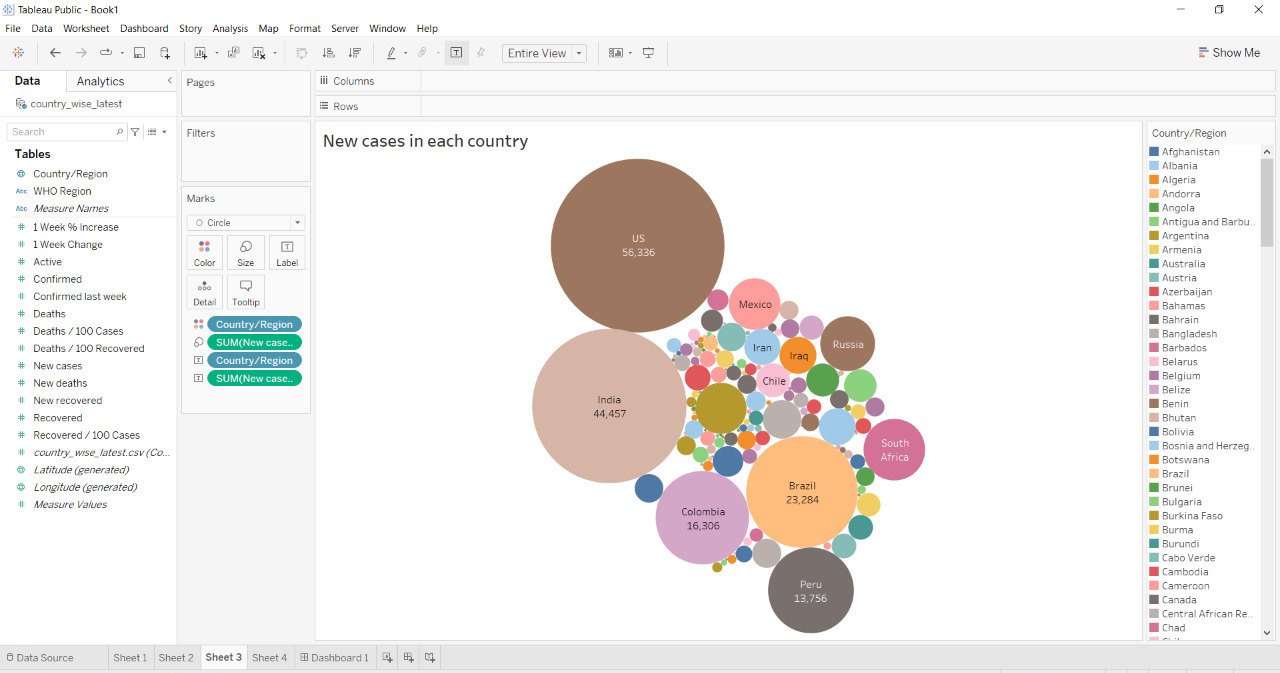 Tableau Public - Book1
File Data Worksheet Dashboard Story Analysis Map Format Server Window Help
Entire View
Show Me
Data Analytics
country_wise_latest
Search
Tables
Country/Region
Abc WHO Region
Abc Measure Names
# 1 Week % Increase
# 1 Week Change
# Active
# Confirmed
# Confirmed last week
# Deaths
# Deaths / 100 Cases
# Deaths / 100 Recovered
# New cases
# New deaths
# New recovered
# Recovered
# Recovered / 100 Cases
# country_wise_latest.csv (Co...
Latitude (generated)
Longitude (generated)
# Measure Values
Pages
Filters
Marks
Circle
Color Size Label
Detail Tooltip
Country/Region
SUM(New case..
Country/Region
SUM(New case..
Columns
Rows
New cases in each country
US
56,336
Mexico
Iran
Iraq
Russia
Chile
India
44,457
South
Africa
Brazil
23,284
Colombia
16,306
Peru
13,756
Country/Region
Afghanistan
Albania
Algeria
Andorra
Angola
Antigua and Barbu..
Argentina
Armenia
Australia
Austria
Azerbaijan
Bahamas
Bahrain
Bangladesh
Barbados
Belarus
Belgium
Belize
Benin
Bhutan
Bolivia
Bosnia and Herzeg..
Botswana
Brazil
Brunei
Bulgaria
Burkina Faso
Burma
Burundi
Cabo Verde
Cambodia
Cameroon
Canada
Central African Re..
Chad
Data Source Sheet 1 Sheet 2 Sheet 3 Sheet 4 Dashboard 1